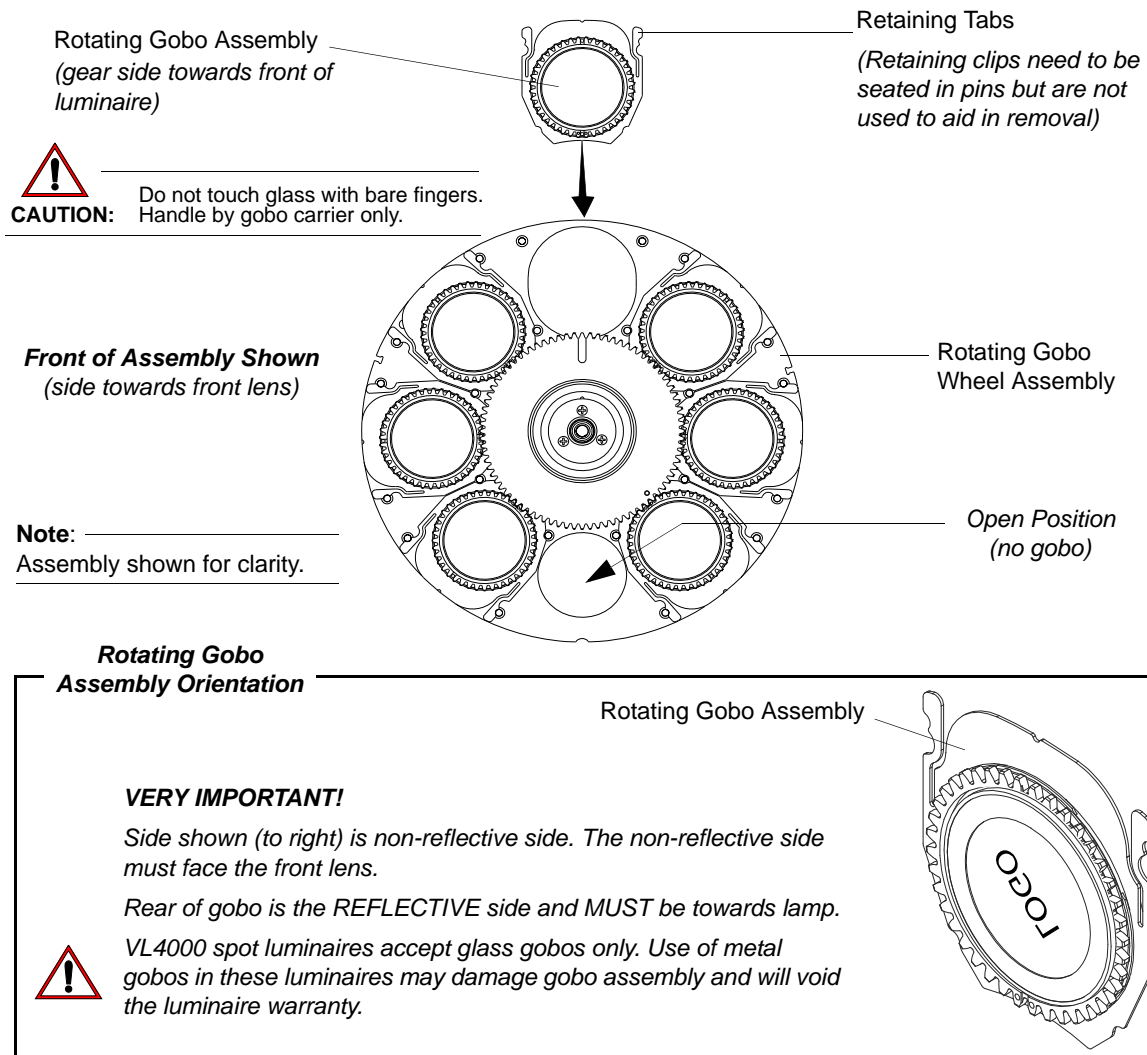 Rotating Gobo Assembly
(gear side towards front of
luminaire)
Retaining Tabs
(Retaining clips need to be
seated in pins but are not
used to aid in removal)
CAUTION:
Do not touch glass with bare fingers.
Handle by gobo carrier only.
Front of Assembly Shown
(side towards front lens)
Rotating Gobo
Wheel Assembly
Note:
Assembly shown for clarity.
Open Position
(no gobo)
Rotating Gobo
Assembly Orientation
Rotating Gobo Assembly
VERY IMPORTANT!
Side shown (to right) is non-reflective side. The non-reflective side
must face the front lens.
Rear of gobo is the REFLECTIVE side and MUST be towards lamp.
VL4000 spot luminaires accept glass gobos only. Use of metal
gobos in these luminaires may damage gobo assembly and will void
the luminaire warranty.
LOGO